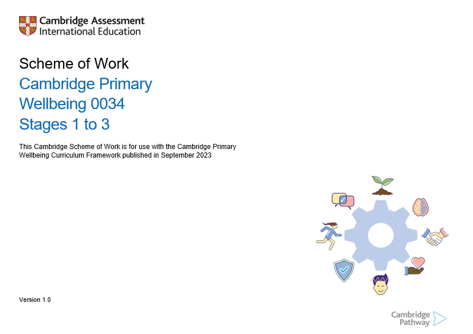 Cambridge Assessment
International Education
Scheme of Work
Cambridge Primary
Wellbeing 0034
Stages 1 to 3
This Cambridge Scheme of Work is for use with the Cambridge Primary
Wellbeing Curriculum Framework published in September 2023
Version 1.0
Cambridge
Pathway